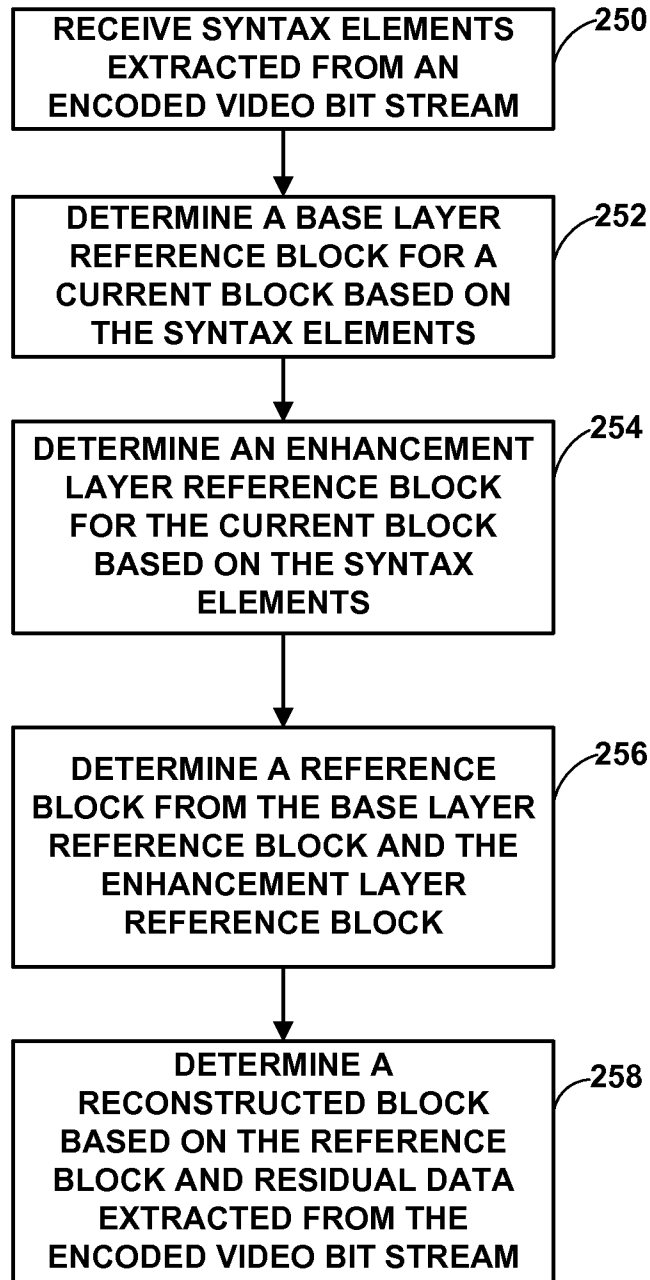 RECEIVE SYNTAX ELEMENTS
EXTRACTED FROM AN
ENCODED VIDEO BIT STREAM
250
DETERMINE A BASE LAYER
REFERENCE BLOCK FOR A
CURRENT BLOCK BASED ON
THE SYNTAX ELEMENTS
252
DETERMINE AN ENHANCEMENT
LAYER REFERENCE BLOCK
FOR THE CURRENT BLOCK
BASED ON THE SYNTAX
ELEMENTS
254
DETERMINE A REFERENCE
BLOCK FROM THE BASE LAYER
REFERENCE BLOCK AND THE
ENHANCEMENT LAYER
REFERENCE BLOCK
256
DETERMINE A
RECONSTRUCTED BLOCK
BASED ON THE REFERENCE
BLOCK AND RESIDUAL DATA
EXTRACTED FROM THE
ENCODED VIDEO BIT STREAM
258